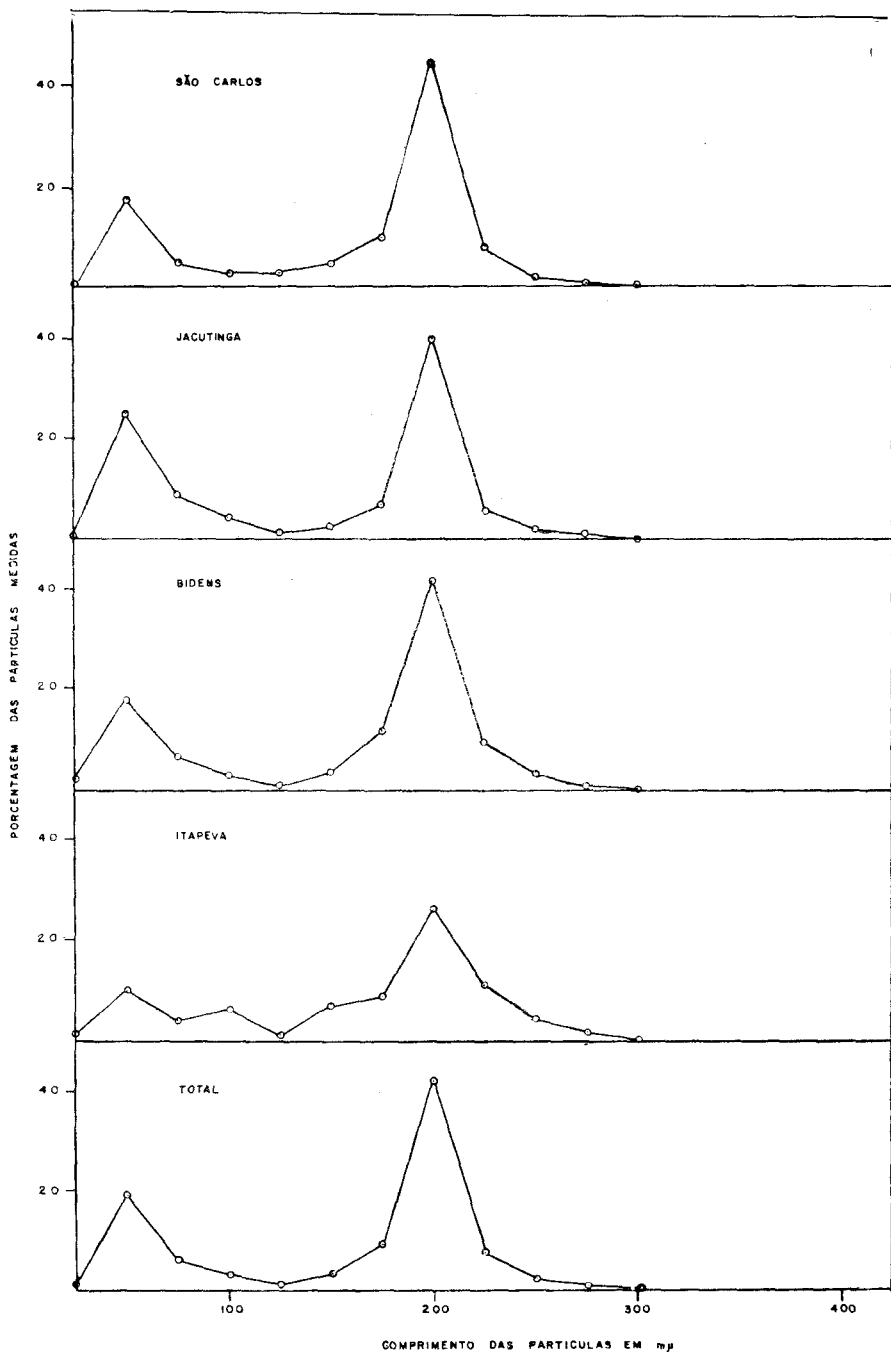 SÃO CARLOS
40
20
JACUTINGA
40
20
BIDENS
40
20
ITAPEVA
40
20
TOTAL
40
20
PORCENTAGEM DAS PARTICULAS MEDIDAS
100
200
300
400
COMPRIMENTO DAS PARTICULAS EM mµ